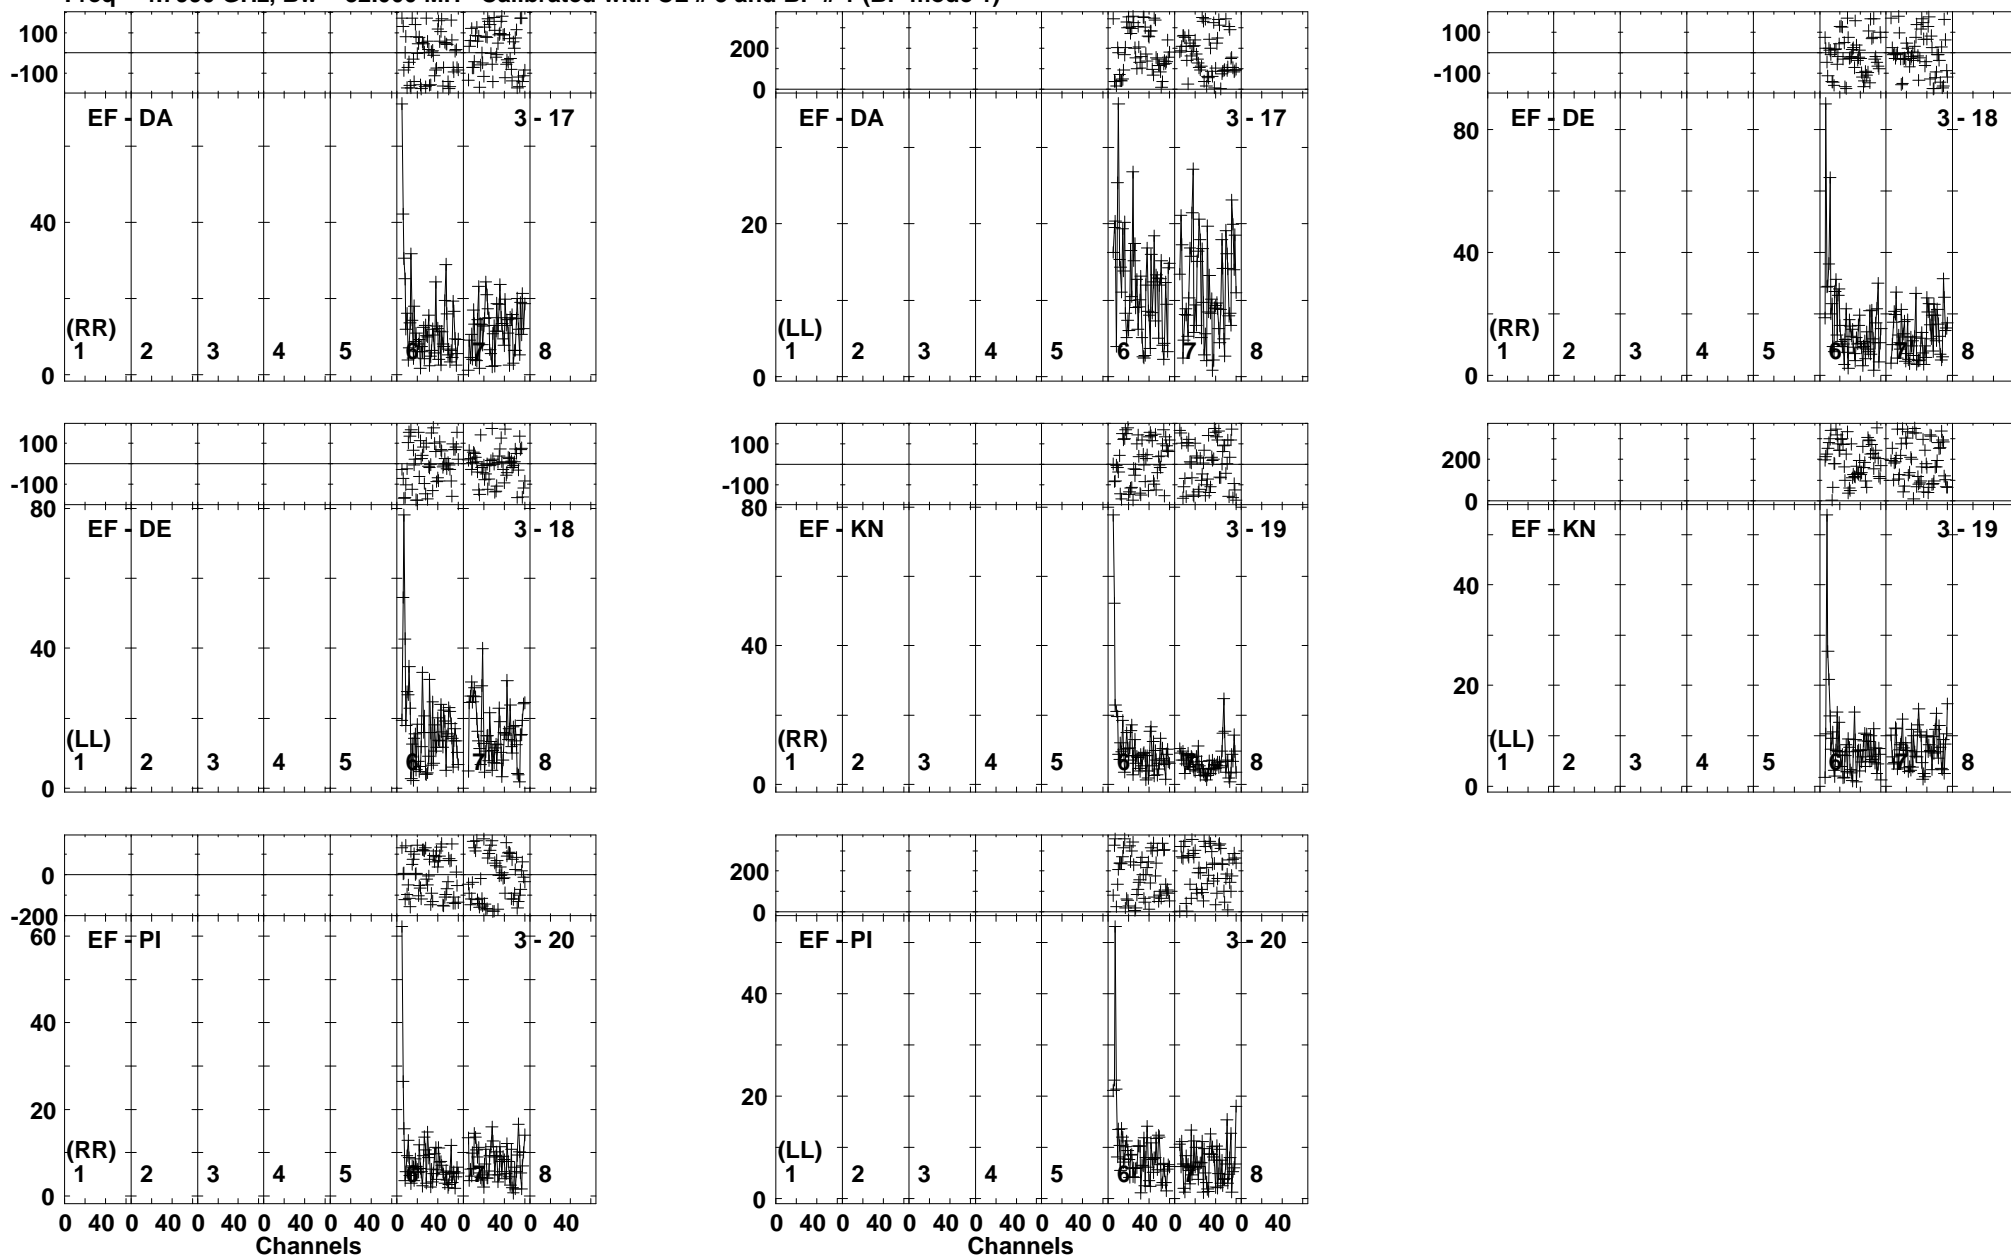 100 -100 EF - DA 3 - 17 40 0 (RR) 1 2 3 4 5 6 7 8
200 0 EF - DA 3 - 17 20 0 (LL) 1 2 3 4 5 6 7 8
100 -100 EF - DE 3 - 18 80 40 0 (RR) 1 2 3 4 5 6 7 8
100 -100 80 EF - DE 3 - 18 40 0 (LL) 1 2 3 4 5 6 7 8
100 -100 80 EF - KN 3 - 19 40 0 (RR) 1 2 3 4 5 6 7 8
200 0 EF - KN 3 - 19 40 20 0 (LL) 1 2 3 4 5 6 7 8
0 -200 60 EF - PI 3 - 20 40 20 0 (RR) 1 2 3 4 5 6 7 8
0 40 0 40 0 40 0 40 0 40 0 40 0 40 0 40
Channels
200 0 EF - PI 3 - 20 40 20 0 (LL) 1 2 3 4 5 6 7 8
0 40 0 40 0 40 0 40 0 40 0 40 0 40 0 40
Channels